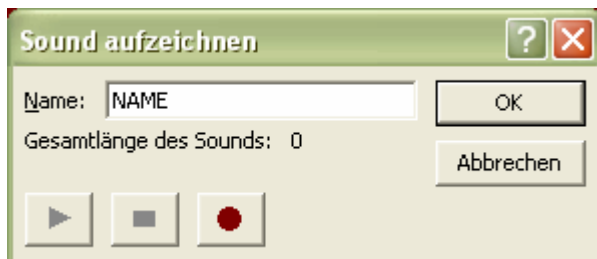 Sound aufzeichnen
Name: NAME
OK
Gesamtlänge des Sounds: 0
Abbrechen